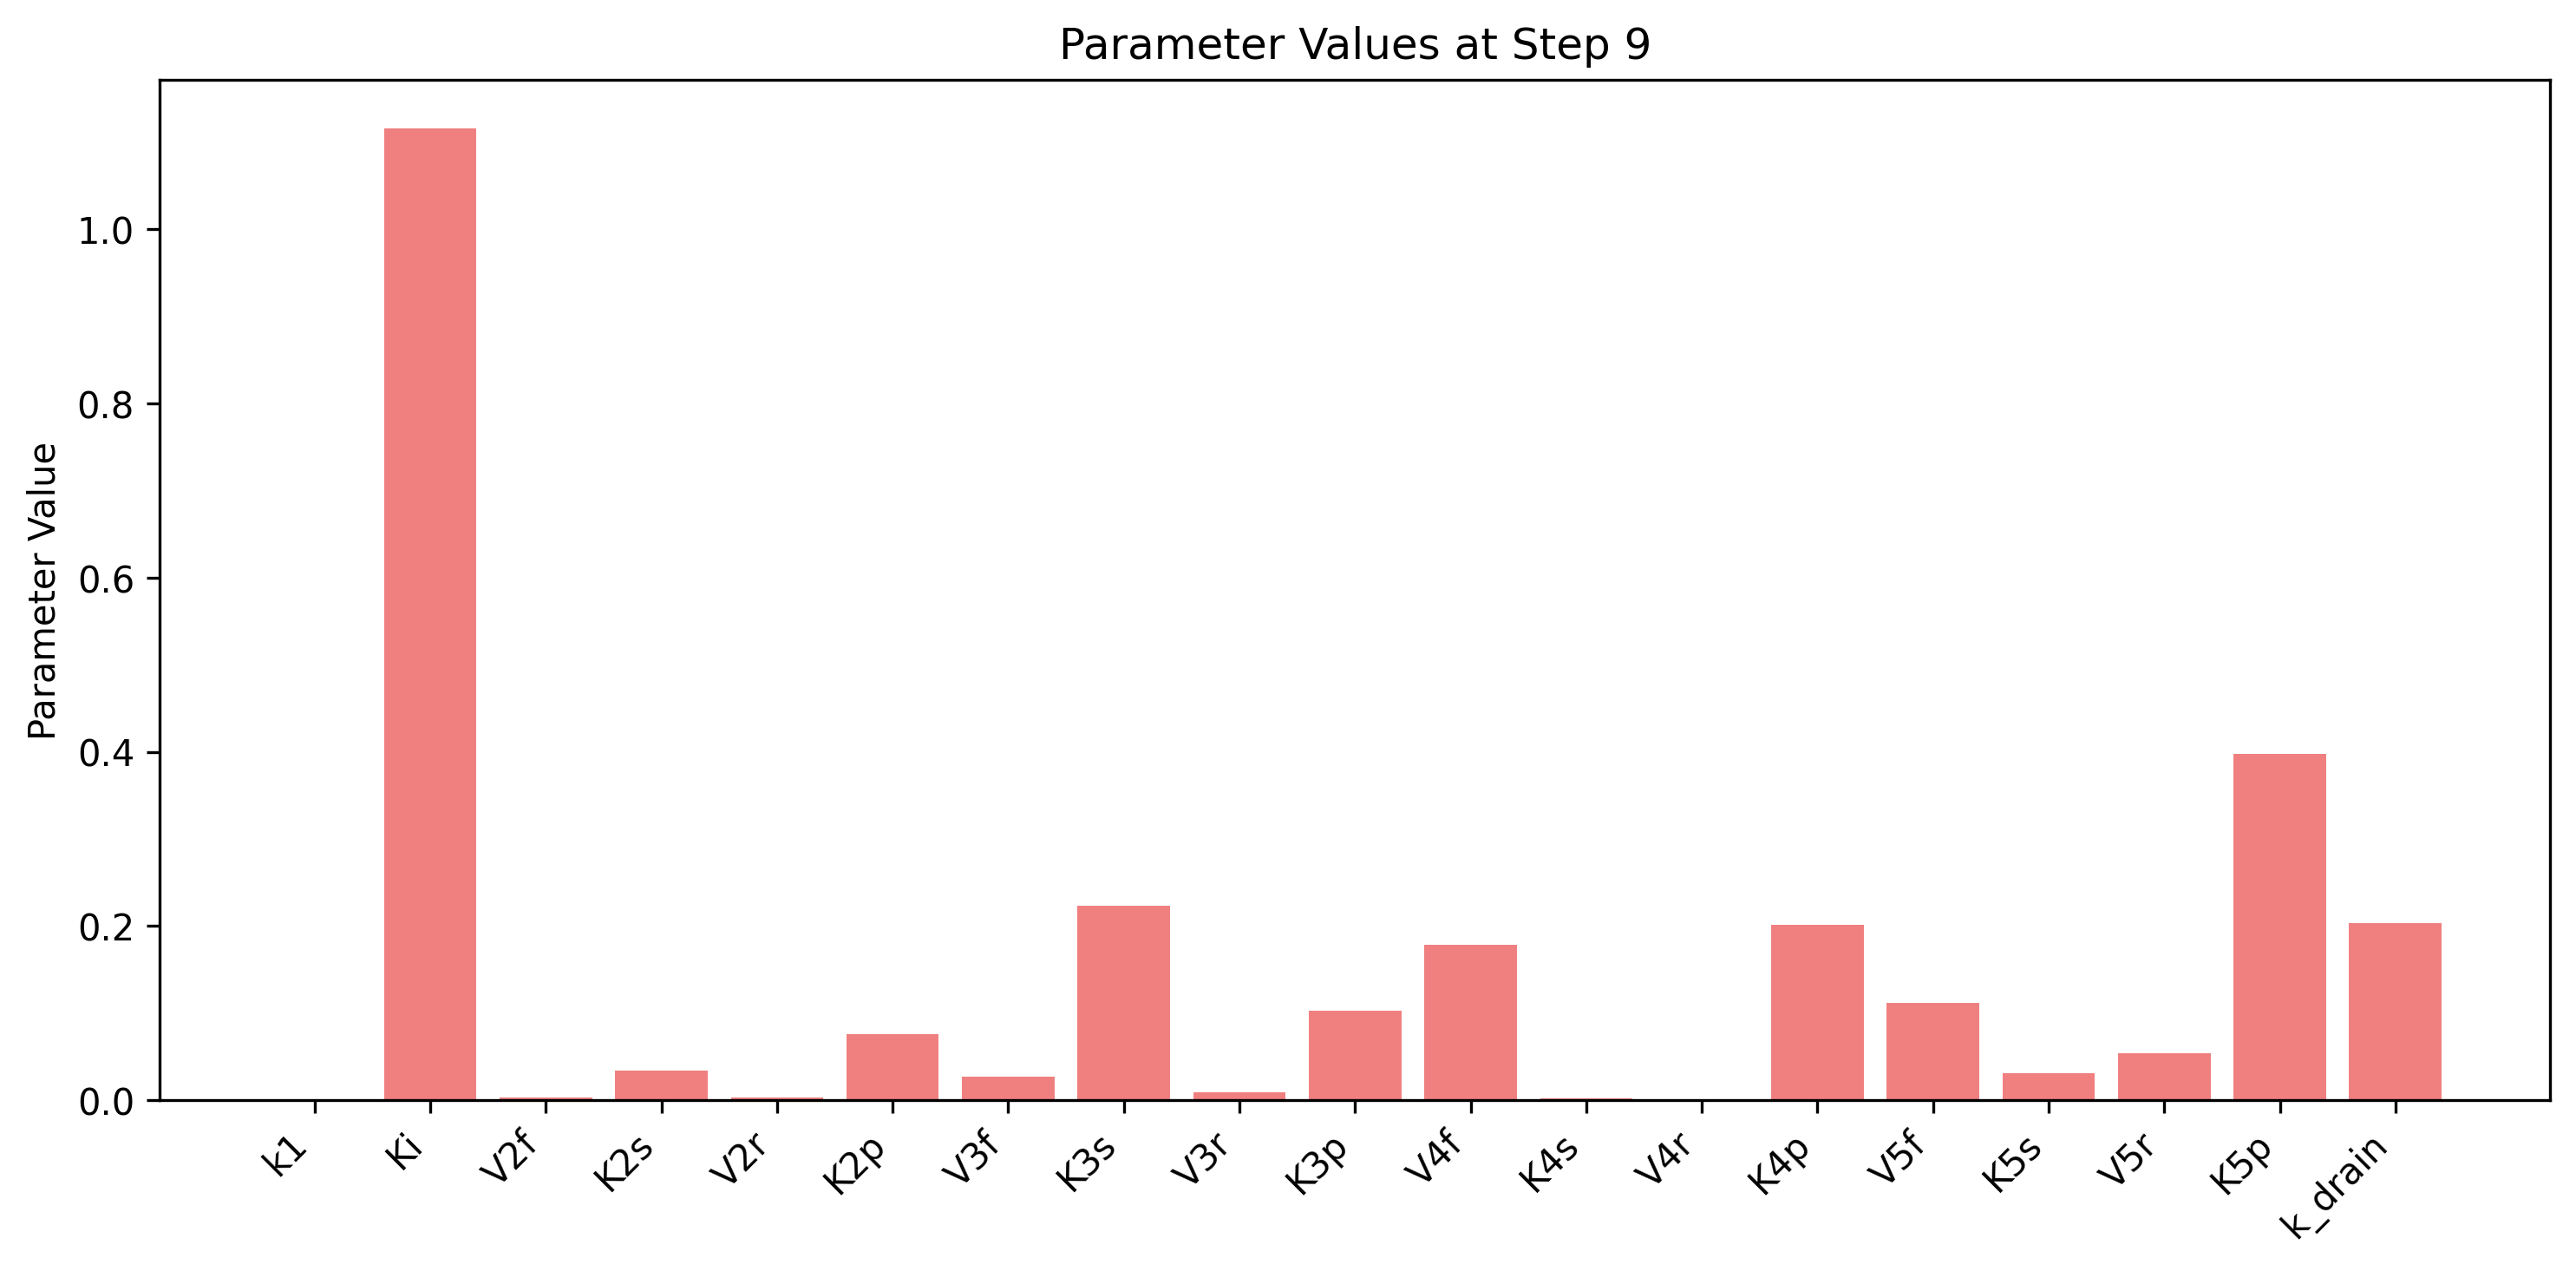 Parameter Values at Step 9
Parameter Value
1.0
0.8
0.6
0.4
0.2
0.0
k1
Ki
V2f
K2s
V2r
K2p
V3f
K3s
V3r
K3p
V4f
K4s
V4r
K4p
V5f
K5s
V5r
K5p
k_drain